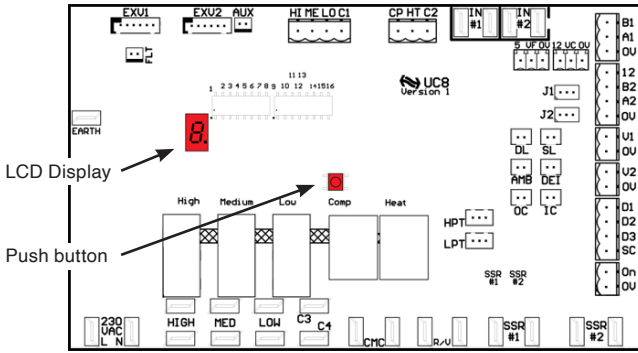 EXV1 EXV2 AUX HI ME LO C1 CP HT C2 IN #1 IN #2
FLT
5 VF 0V 12 VC 0V
B1
A1
0V
12
B2
A2
0V
V1
0V
V2
0V
D1
D2
D3
SC
On
0V
11 13
1 2 3 4 5 6 7 8 9 10 12 14 15 16
UC8
Version 1
J1
J2
EARTH
8.
LCD Display
DL SL
AMB DEI
OC IC
High Medium Low Comp Heat
HPT
LPT
Push button
SSR #1 SSR #2
230 VAC L N
HIGH MED LOW C3 C4
CMC R/V SSR #1 SSR #2